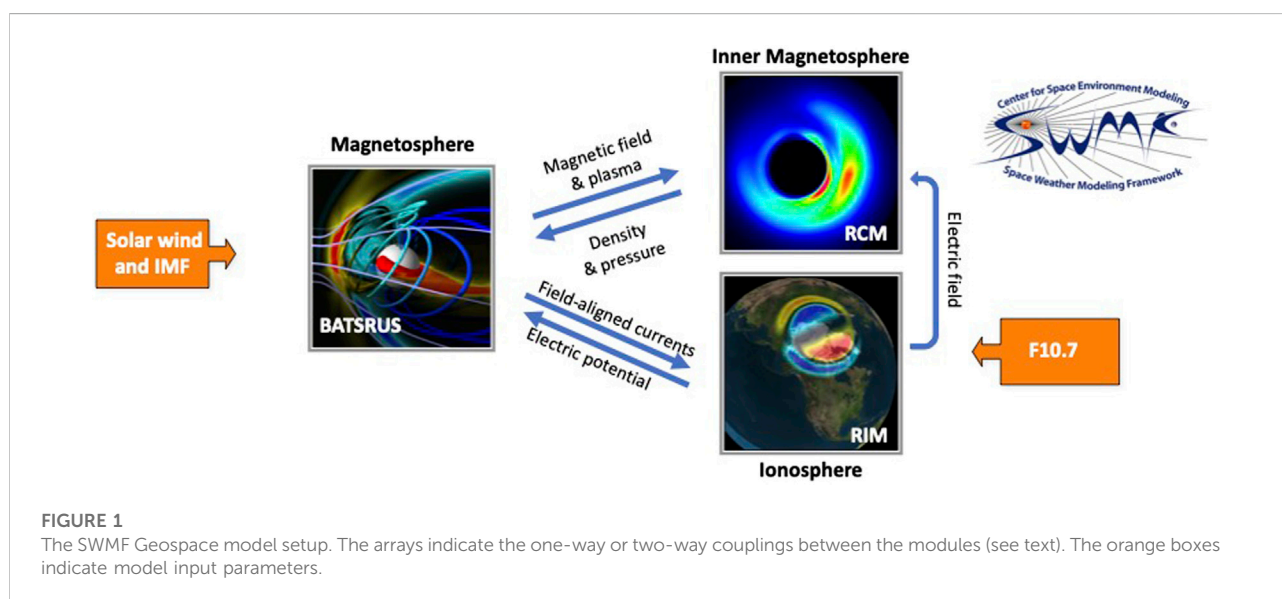 Inner Magnetosphere
Center for Space Environment Modeling
SWMF
Space Weather Modeling Framework
Magnetosphere
Magnetic field
& plasma
Solar wind
and IMF
Density
& pressure
RCM
Electric field
BATSRUS
Field-aligned currents
Electric potential
F10.7
RIM
Ionosphere
FIGURE 1
The SWMF Geospace model setup. The arrays indicate the one-way or two-way couplings between the modules (see text). The orange boxes
indicate model input parameters.